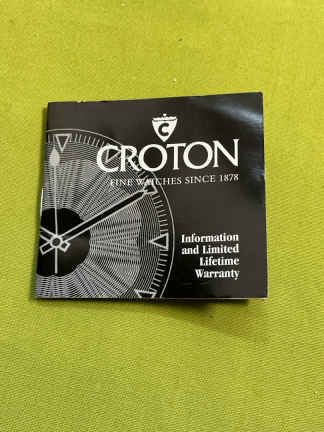 C
CROTON
FINE WATCHES SINCE 1878
Information
and Limited
Lifetime
Warranty